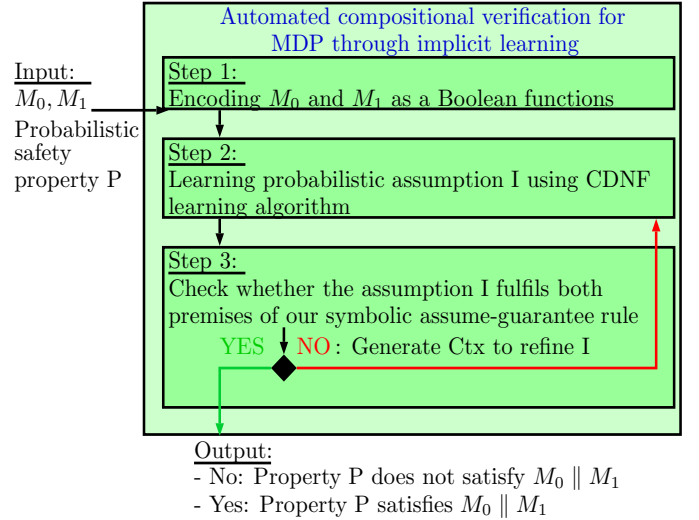 Automated compositional verification for
MDP through implicit learning
Input:
M₀, M₁
Probabilistic
safety
property P
Step 1:
Encoding M₀ and M₁ as a Boolean functions
Step 2:
Learning probabilistic assumption I using CDNF
learning algorithm
Step 3:
Check whether the assumption I fulfils both
premises of our symbolic assume-guarantee rule
YES NO : Generate Ctx to refine I
Output:
- No: Property P does not satisfy M₀ ∥ M₁
- Yes: Property P satisfies M₀ ∥ M₁